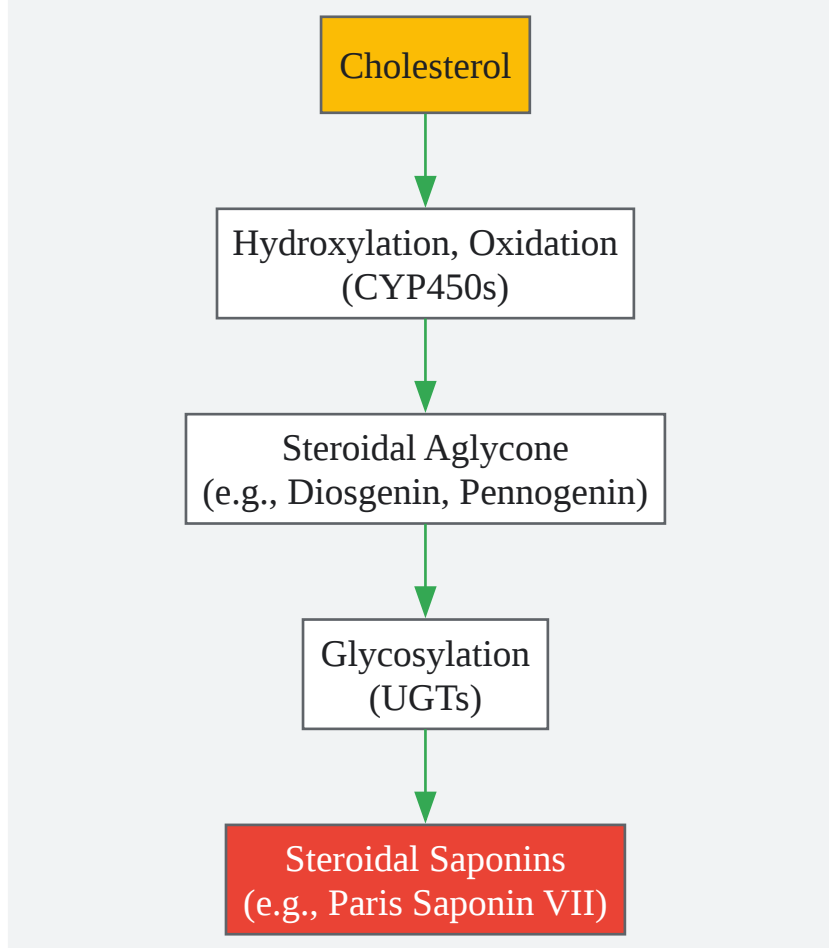 Cholesterol
Hydroxylation, Oxidation
(CYP450s)
Steroidal Aglycone
(e.g., Diosgenin, Pennogenin)
Glycosylation
(UGTs)
Steroidal Saponins
(e.g., Paris Saponin VII)